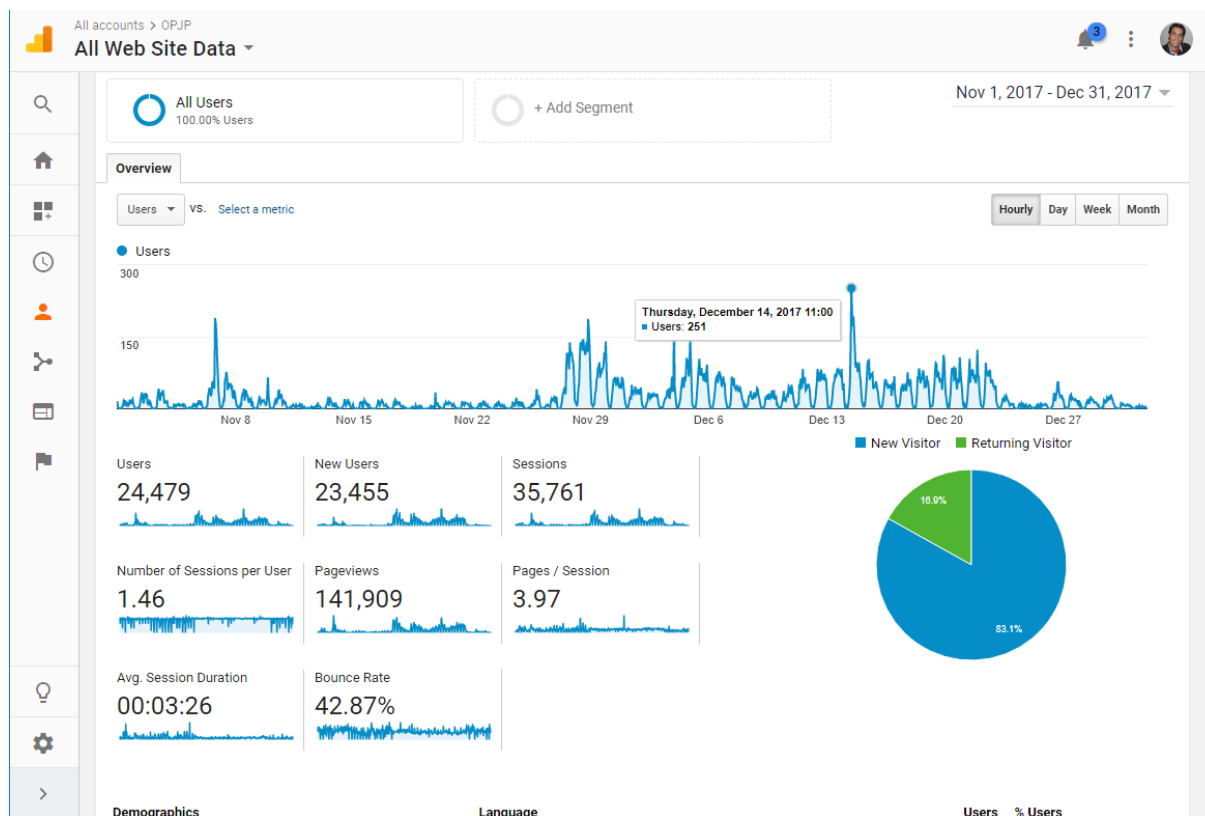 All accounts > OPJP
All Web Site Data
3
All Users
100.00% Users
+ Add Segment
Nov 1, 2017 - Dec 31, 2017
Overview
Users VS. Select a metric
Hourly Day Week Month
Users
300
150
Thursday, December 14, 2017 11:00
Users: 251
Nov 8 Nov 15 Nov 22 Nov 29 Dec 6 Dec 13 Dec 20 Dec 27
New Visitor Returning Visitor
Users New Users Sessions
24,479 23,455 35,761
16.9%
Number of Sessions per User Pageviews Pages / Session
1.46 141,909 3.97
83.1%
Avg. Session Duration Bounce Rate
00:03:26 42.87%
Demographics Language Users % Users